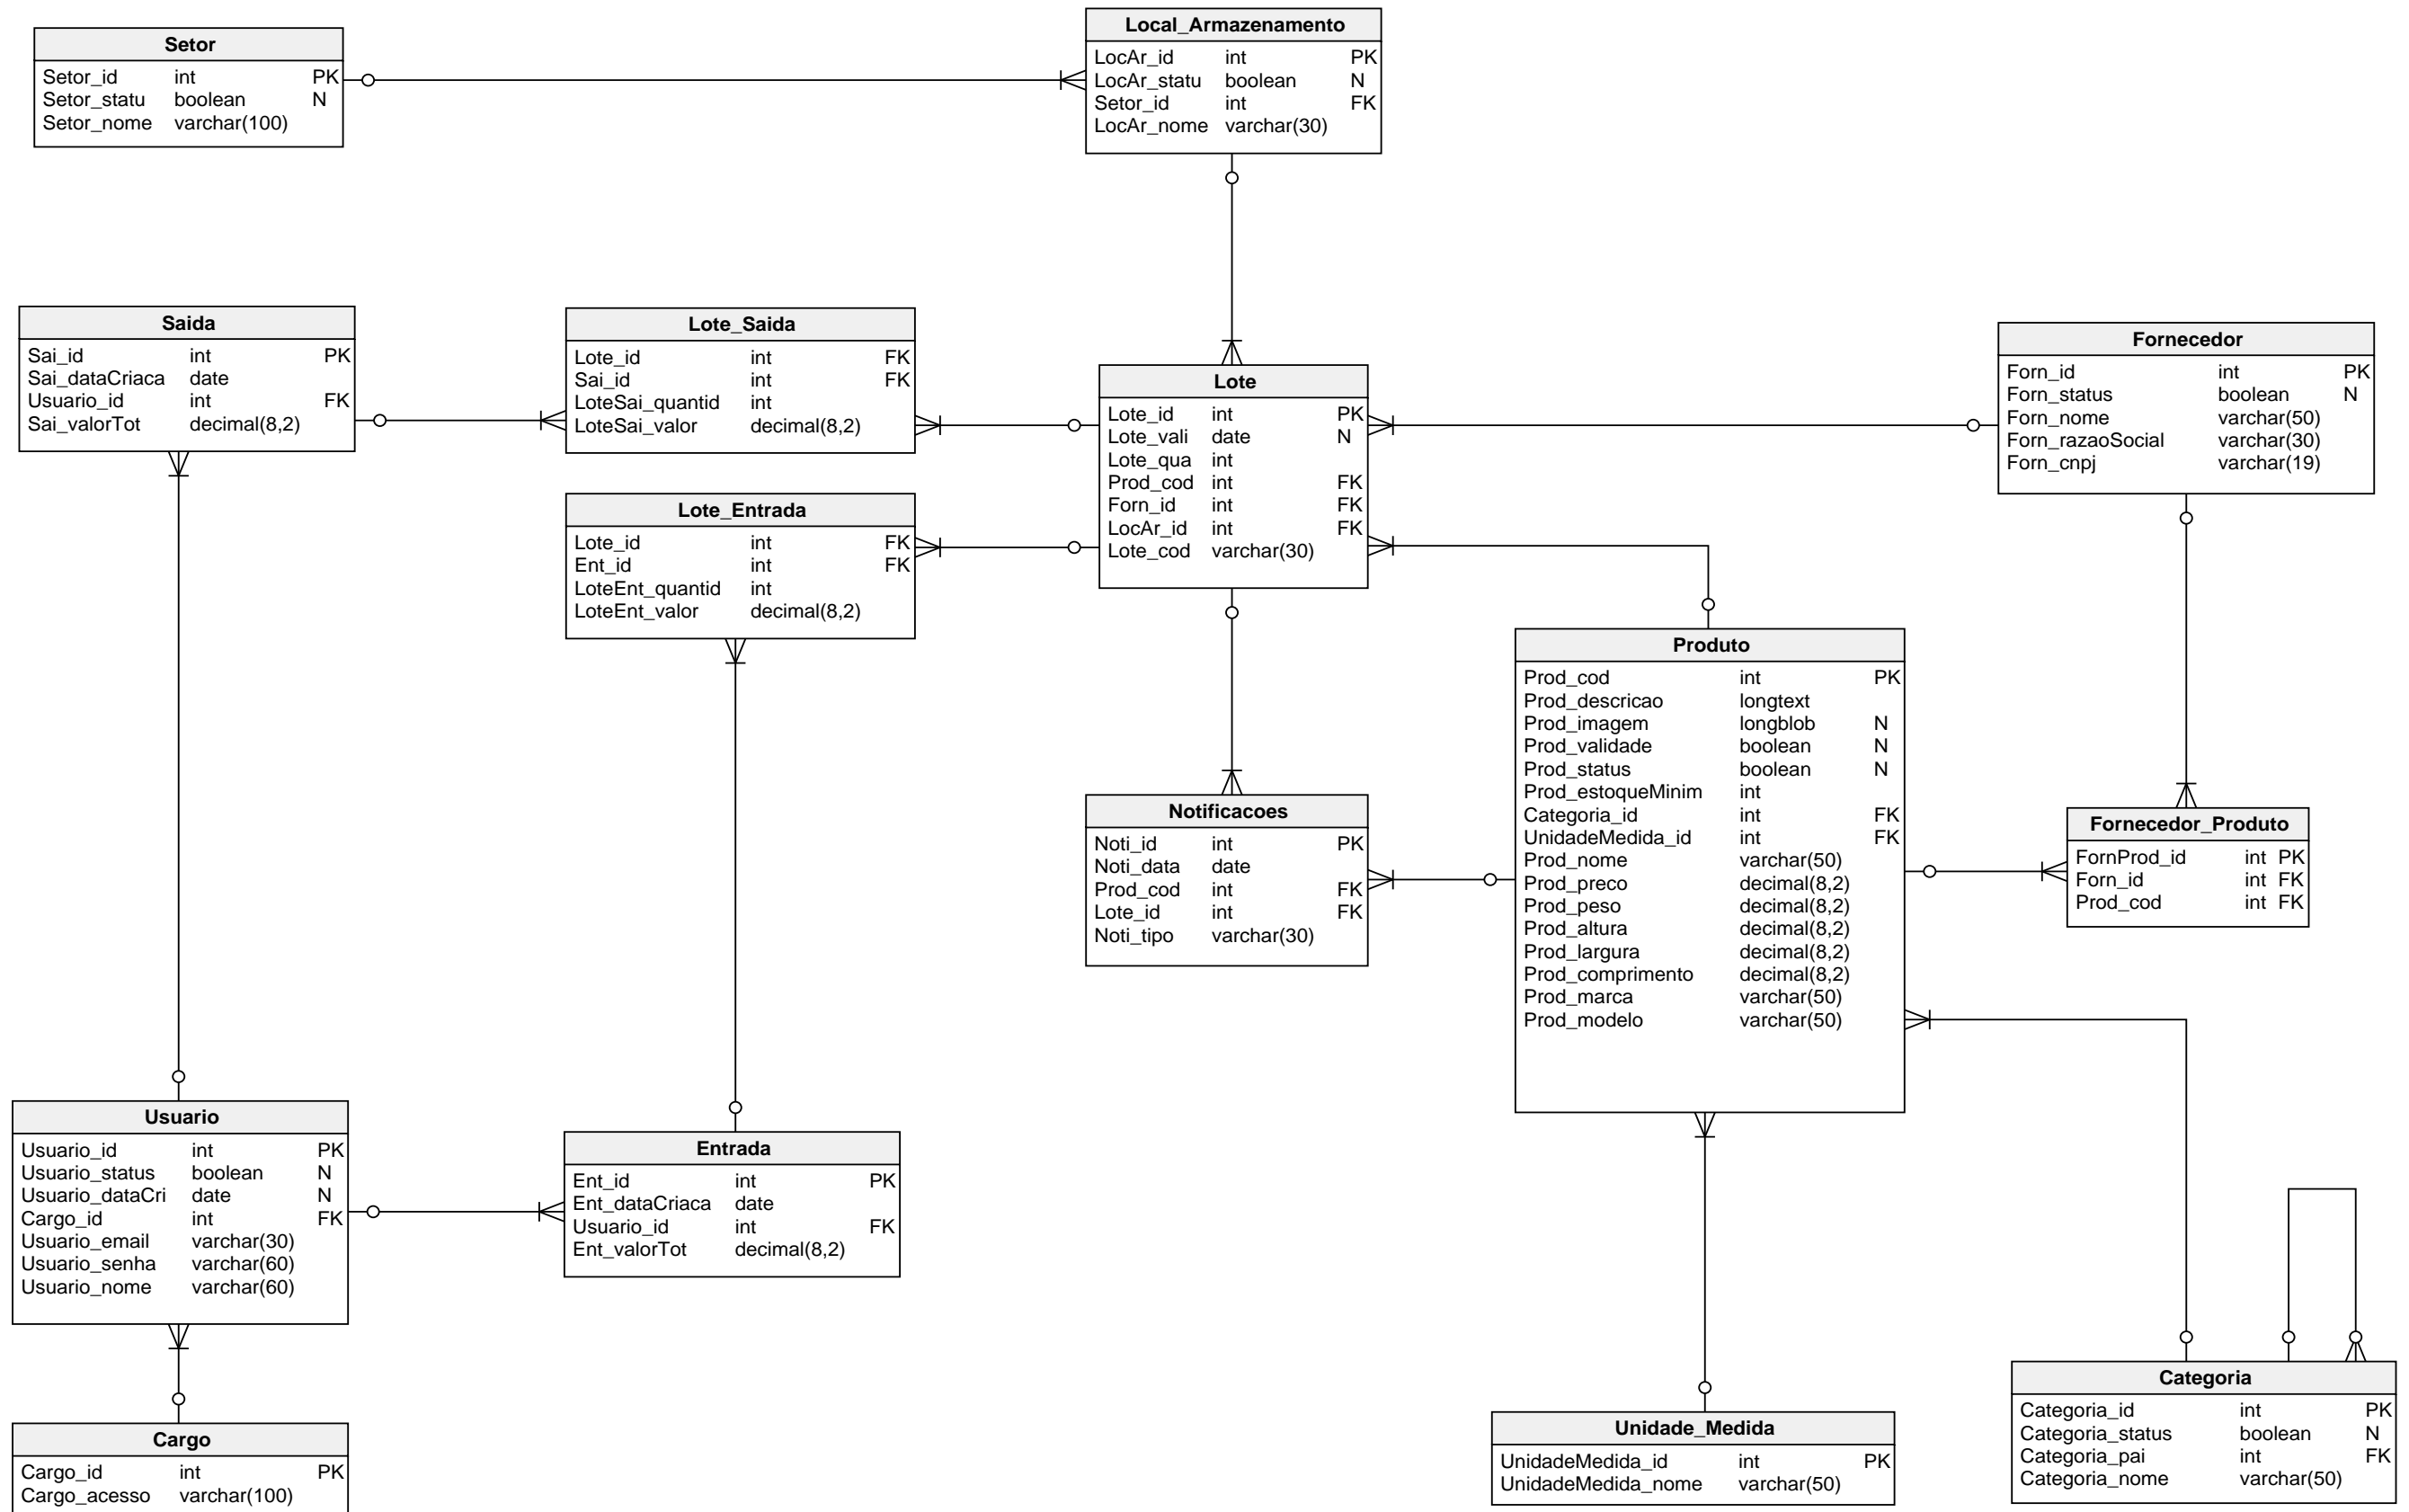 Setor
Setor_id int PK
Setor_statu boolean N
Setor_nome varchar(100)
Local_Armazenamento
LocAr_id int PK
LocAr_statu boolean N
Setor_id int FK
LocAr_nome varchar(30)
Saida
Sai_id int PK
Sai_dataCriaca date
Usuario_id int FK
Sai_valorTot decimal(8,2)
Lote_Saida
Lote_id int FK
Sai_id int FK
LoteSai_quantid int
LoteSai_valor decimal(8,2)
Lote
Lote_id int PK
Lote_vali date N
Lote_qua int
Prod_cod int FK
Forn_id int FK
LocAr_id int FK
Lote_cod varchar(30)
Fornecedor
Forn_id int PK
Forn_status boolean N
Forn_nome varchar(50)
Forn_razaoSocial varchar(30)
Forn_cnpj varchar(19)
Lote_Entrada
Lote_id int FK
Ent_id int FK
LoteEnt_quantid int
LoteEnt_valor decimal(8,2)
Produto
Prod_cod int PK
Prod_descricao longtext
Prod_imagem longblob N
Prod_validade boolean N
Prod_status boolean N
Prod_estoqueMinim int
Categoria_id int FK
UnidadeMedida_id int FK
Prod_nome varchar(50)
Prod_preco decimal(8,2)
Prod_peso decimal(8,2)
Prod_altura decimal(8,2)
Prod_largura decimal(8,2)
Prod_comprimento decimal(8,2)
Prod_marca varchar(50)
Prod_modelo varchar(50)
Notificacoes
Noti_id int PK
Noti_data date
Prod_cod int FK
Lote_id int FK
Noti_tipo varchar(30)
Fornecedor_Produto
FornProd_id int PK
Forn_id int FK
Prod_cod int FK
Usuario
Usuario_id int PK
Usuario_status boolean N
Usuario_dataCri date N
Cargo_id int FK
Usuario_email varchar(30)
Usuario_senha varchar(60)
Usuario_nome varchar(60)
Entrada
Ent_id int PK
Ent_dataCriaca date
Usuario_id int FK
Ent_valorTot decimal(8,2)
Cargo
Cargo_id int PK
Cargo_acesso varchar(100)
Unidade_Medida
UnidadeMedida_id int PK
UnidadeMedida_nome varchar(50)
Categoria
Categoria_id int PK
Categoria_status boolean N
Categoria_pai int FK
Categoria_nome varchar(50)